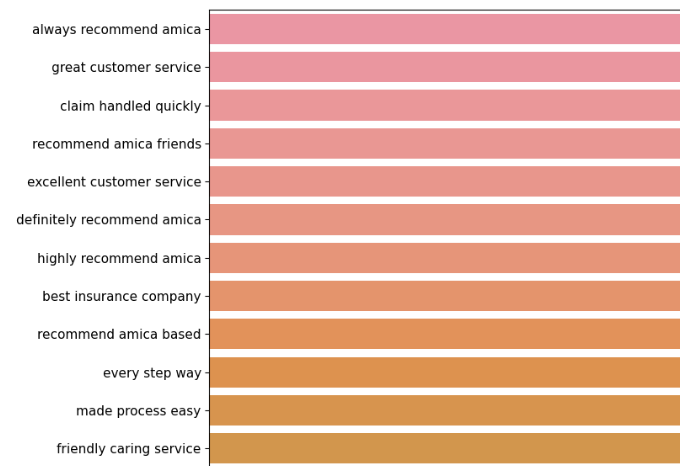 always recommend amica
great customer service
claim handled quickly
recommend amica friends
excellent customer service
definitely recommend amica
highly recommend amica
best insurance company
recommend amica based
every step way
made process easy
friendly caring service